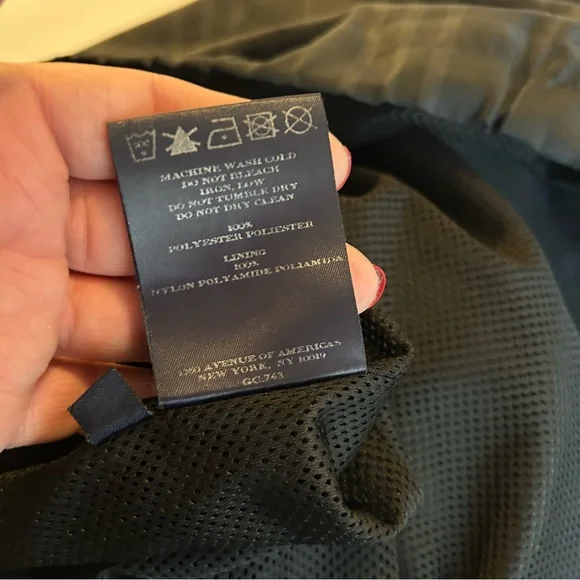 MACHINE WASH COLD
DO NOT BLEACH
IRON, LOW
DO NOT TUMBLE DRY
DO NOT DRY CLEAN
100%
POLYESTER POLIESTER
LINING
100%
NYLON POLYAMIDE POLIAMIDA
1350 AVENUE OF AMERICAS
NEW YORK, NY 10019
GC.743